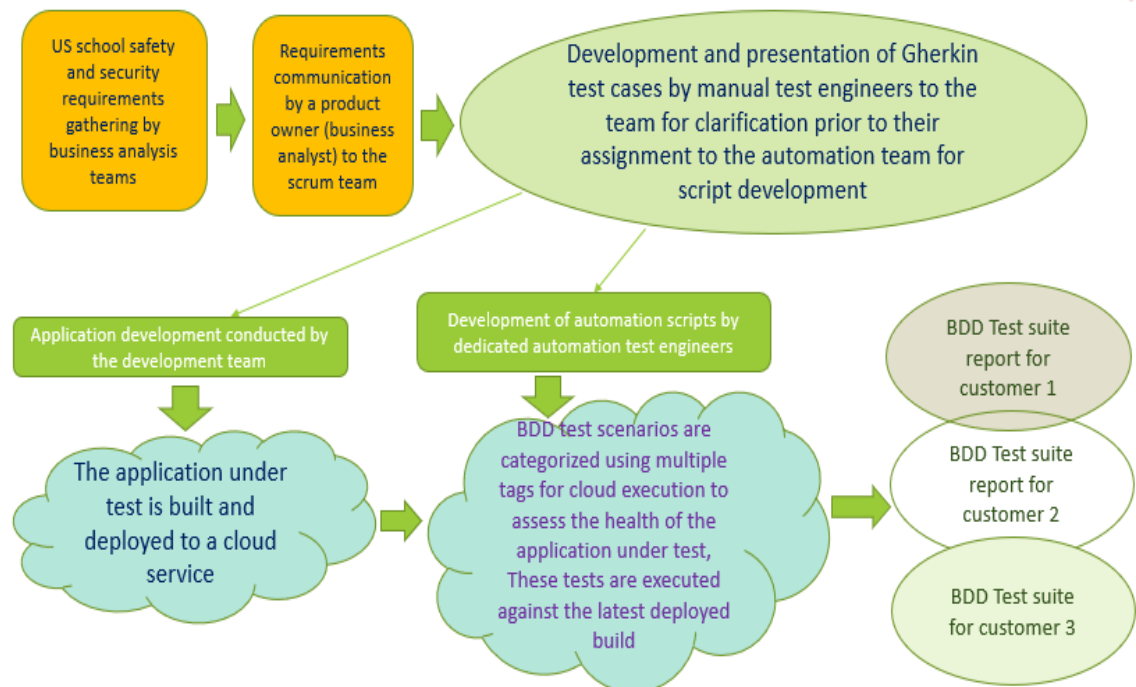 US school safety
and security
requirements
gathering by
business analysis
teams
Requirements
communication
by a product
owner (business
analyst) to the
scrum team
Development and presentation of Gherkin
test cases by manual test engineers to the
team for clarification prior to their
assignment to the automation team for
script development
Application development conducted by
the development team
Development of automation scripts by
dedicated automation test engineers
The application under
test is built and
deployed to a cloud
service
BDD test scenarios are
categorized using multiple
tags for cloud execution to
assess the health of the
application under test,
These tests are executed
against the latest deployed
build
BDD Test suite
report for
customer 1
BDD Test suite
report for
customer 2
BDD Test suite
for customer 3